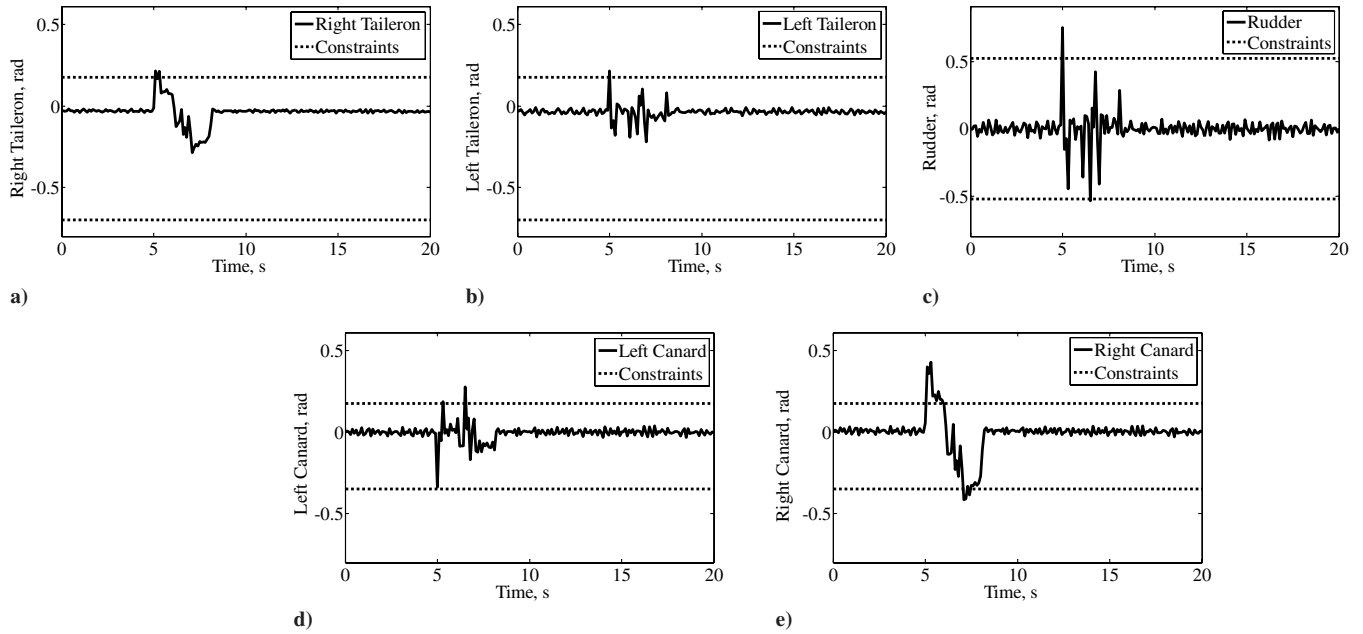 0.5
0
-0.5
0
5
10
15
20
Right Taileron, rad
Time, s
Right Taileron
Constraints
a)
0.5
0
-0.5
0
5
10
15
20
Left Taileron, rad
Time, s
Left Taileron
Constraints
b)
0.5
0
-0.5
0
5
10
15
20
Rudder, rad
Time, s
Rudder
Constraints
c)
0.5
0
-0.5
0
5
10
15
20
Left Canard, rad
Time, s
Left Canard
Constraints
d)
0.5
0
-0.5
0
5
10
15
20
Right Canard, rad
Time, s
Right Canard
Constraints
e)